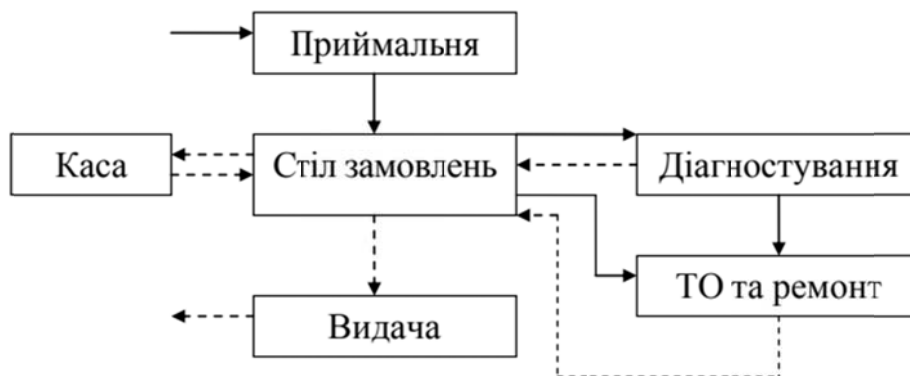 Приймальня
Каса
Стіл замовлень
Діагностування
ТО та ремонт
Видача